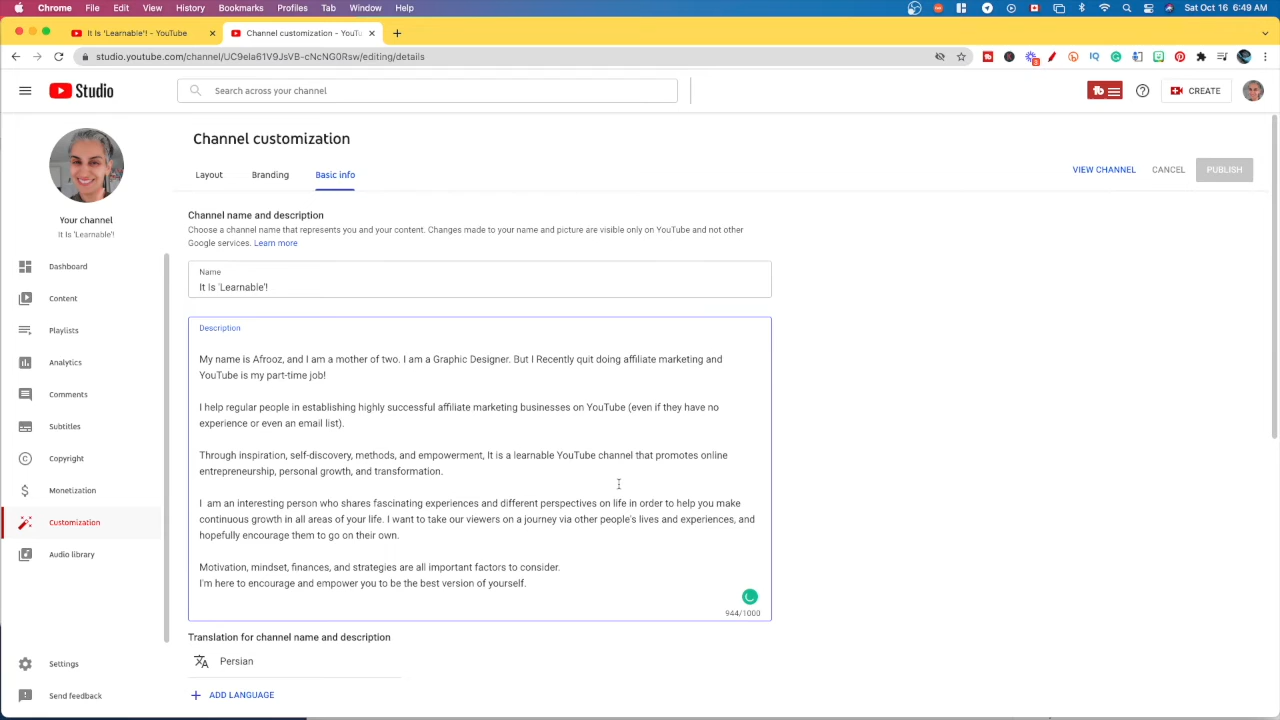 Chrome File Edit View History Bookmarks Profiles Tab Window Help Sat Oct 16 6:49 AM
It Is 'Learnable'! - YouTube Channel customization - YouTu
studio.youtube.com/channel/UC9ela61V9JsVB-cNcNG0Rsw/editing/details
Studio Search across your channel CREATE
Channel customization
Layout Branding Basic info VIEW CHANNEL CANCEL PUBLISH
Your channel
It Is 'Learnable'!
Dashboard
Content
Playlists
Analytics
Comments
Subtitles
Copyright
Monetization
Customization
Audio library
Settings
Send feedback
Channel name and description
Choose a channel name that represents you and your content. Changes made to your name and picture are visible only on YouTube and not other
Google services. Learn more
Name
It Is 'Learnable'!
Description
My name is Afrooz, and I am a mother of two. I am a Graphic Designer. But I Recently quit doing affiliate marketing and
YouTube is my part-time job!
I help regular people in establishing highly successful affiliate marketing businesses on YouTube (even if they have no
experience or even an email list).
Through inspiration, self-discovery, methods, and empowerment, It is a learnable YouTube channel that promotes online
entrepreneurship, personal growth, and transformation.
I am an interesting person who shares fascinating experiences and different perspectives on life in order to help you make
continuous growth in all areas of your life. I want to take our viewers on a journey via other people's lives and experiences, and
hopefully encourage them to go on their own.
Motivation, mindset, finances, and strategies are all important factors to consider.
I'm here to encourage and empower you to be the best version of yourself.
944/1000
Translation for channel name and description
Persian
ADD LANGUAGE